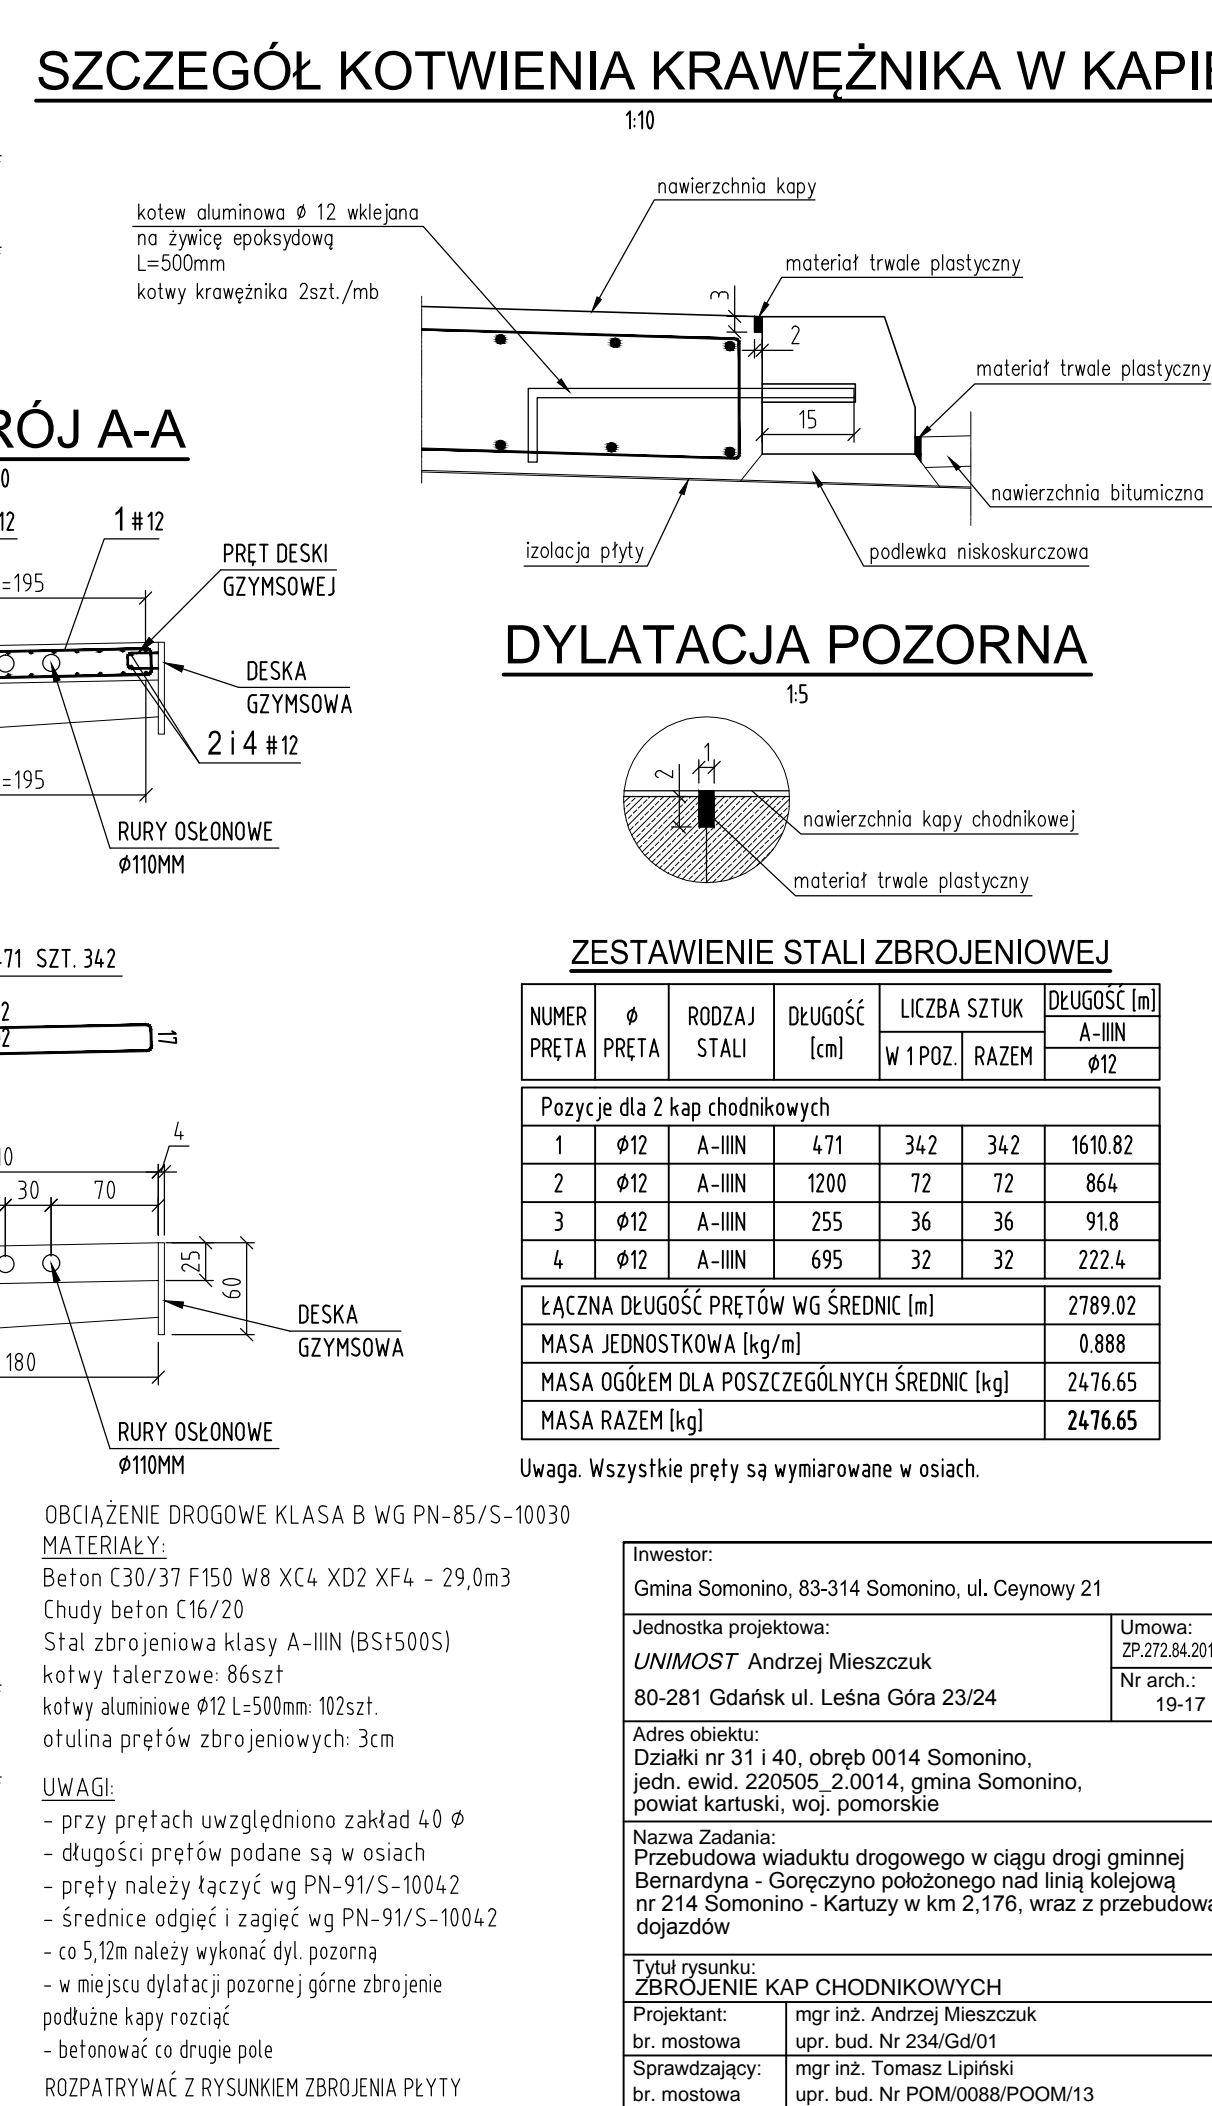 SZCZEGÓŁ KOTWIENIA KRAWĘŻNIKA W KAPIE
1:10
nawierzchnia kapy
kotew aluminowa ϕ 12 wklejana
na żywicę epoksydową
L=500mm
kotwy krawężnika 2szt./mb
materiał trwale plastyczny
3
2
materiał trwale plastyczny
15
nawierzchnia bitumiczna
izolacja płyty
podlewka niskoskurczowa
RÓJ A-A
0
12
1 #12
PRĘT DESKI
GZYMSOWEJ
=195
DESKA
GZYMSOWA
2 i 4 #12
=195
RURY OSŁONOWE
ϕ110MM
DYLATACJA POZORNA
1:5
1
2
nawierzchnia kapy chodnikowej
materiał trwale plastyczny
471 SZT. 342
2
17
4
10
30
70
25
60
DESKA
GZYMSOWA
180
RURY OSŁONOWE
ϕ110MM
ZESTAWIENIE STALI ZBROJENIOWEJ
NUMER PRĘTA | ϕ PRĘTA | RODZAJ STALI | DŁUGOŚĆ [cm] | LICZBA SZTUK | DŁUGOŚĆ [m]
W 1 POZ. | RAZEM | A-IIIN
ϕ12
Pozycje dla 2 kap chodnikowych
1 | ϕ12 | A-IIIN | 471 | 342 | 342 | 1610.82
2 | ϕ12 | A-IIIN | 1200 | 72 | 72 | 864
3 | ϕ12 | A-IIIN | 255 | 36 | 36 | 91.8
4 | ϕ12 | A-IIIN | 695 | 32 | 32 | 222.4
ŁĄCZNA DŁUGOŚĆ PRĘTÓW WG ŚREDNIC [m] | 2789.02
MASA JEDNOSTKOWA [kg/m] | 0.888
MASA OGÓŁEM DLA POSZCZEGÓLNYCH ŚREDNIC [kg] | 2476.65
MASA RAZEM [kg] | 2476.65
Uwaga. Wszystkie pręty są wymiarowane w osiach.
OBCIĄŻENIE DROGOWE KLASA B WG PN-85/S-10030
MATERIAŁY:
Beton C30/37 F150 W8 XC4 XD2 XF4 - 29,0m3
Chudy beton C16/20
Stal zbrojeniowa klasy A-IIIN (BSt500S)
kotwy talerzowe: 86szt
kotwy aluminiowe ϕ12 L=500mm: 102szt.
otulina prętów zbrojeniowych: 3cm
UWAGI:
- przy prętach uwzględniono zakład 40 ϕ
- długości prętów podane są w osiach
- pręty należy łączyć wg PN-91/S-10042
- średnice odgięć i zagięć wg PN-91/S-10042
- co 5,12m należy wykonać dyl. pozorną
- w miejscu dylatacji pozornej górne zbrojenie
podłużne kapy rozciąć
- betonować co drugie pole
ROZPATRYWAĆ Z RYSUNKIEM ZBROJENIA PŁYTY
Inwestor:
Gmina Somonino, 83-314 Somonino, ul. Ceynowy 21
Jednostka projektowa:
UNIMOST Andrzej Mieszczuk
80-281 Gdańsk ul. Leśna Góra 23/24
Umowa:
ZP.272.84.201
Nr arch.:
19-17
Adres obiektu:
Działki nr 31 i 40, obręb 0014 Somonino,
jedn. ewid. 220505_2.0014, gmina Somonino,
powiat kartuski, woj. pomorskie
Nazwa Zadania:
Przebudowa wiaduktu drogowego w ciągu drogi gminnej
Bernardyna - Goręczyno położonego nad linią kolejową
nr 214 Somonino - Kartuzy w km 2,176, wraz z przebudową
dojazdów
Tytuł rysunku:
ZBROJENIE KAP CHODNIKOWYCH
Projektant: mgr inż. Andrzej Mieszczuk
br. mostowa upr. bud. Nr 234/Gd/01
Sprawdzający: mgr inż. Tomasz Lipiński
br. mostowa upr. bud. Nr POM/0088/POOM/13